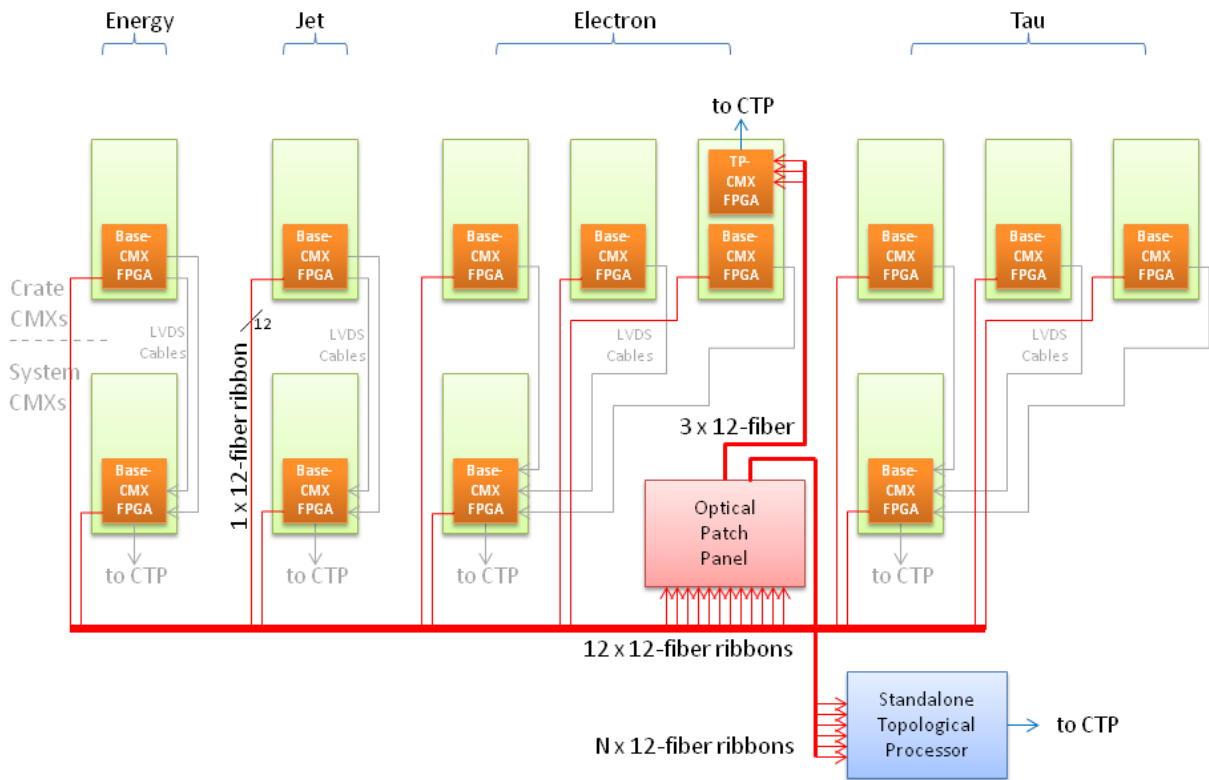 Energy
Jet
Electron
Tau
to CTP
TP-
CMX
FPGA
Base-
CMX
FPGA
Base-
CMX
FPGA
Base-
CMX
FPGA
Base-
CMX
FPGA
Base-
CMX
FPGA
Base-
CMX
FPGA
Base-
CMX
FPGA
Base-
CMX
FPGA
Crate
CMXs
System
CMXs
12
LVDS
Cables
LVDS
Cables
LVDS
Cables
1 x 12-fiber ribbon
3 x 12-fiber
Base-
CMX
FPGA
Base-
CMX
FPGA
Base-
CMX
FPGA
Base-
CMX
FPGA
Optical
Patch
Panel
to CTP
to CTP
to CTP
to CTP
12 x 12-fiber ribbons
Standalone
Topological
Processor
to CTP
N x 12-fiber ribbons